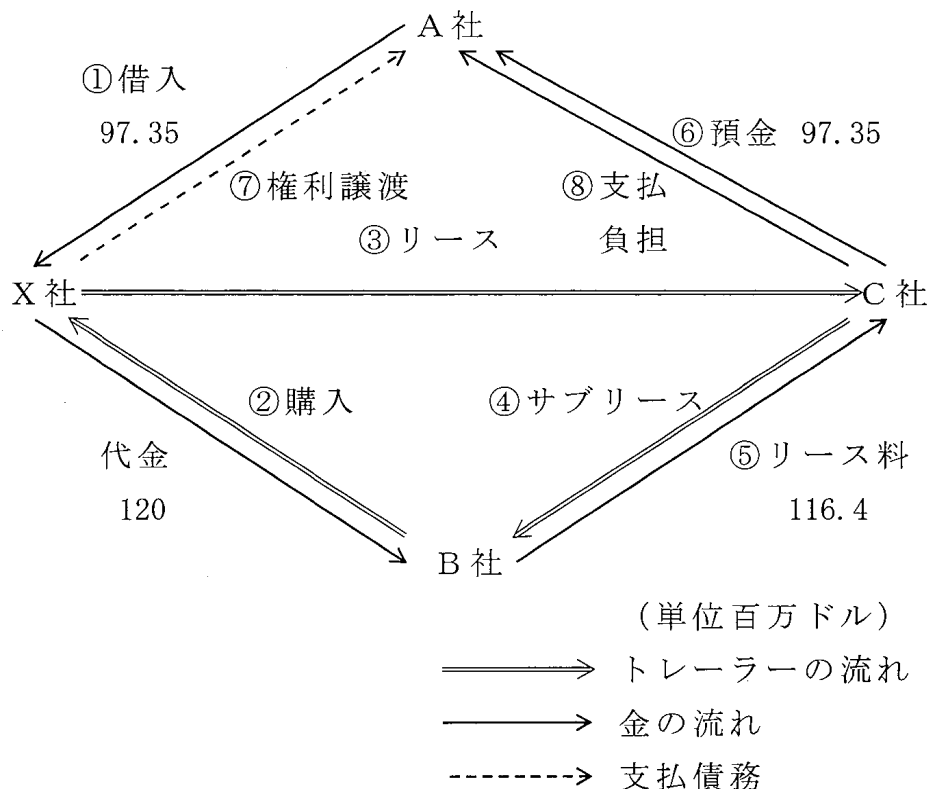 A社
①借入
97.35
⑥預金 97.35
⑦権利譲渡
⑧支払
負担
③リース
X社
C社
②購入
④サブリース
代金
120
⑤リース料
116.4
B社
(単位百万ドル)
トレーラーの流れ
金の流れ
支払債務